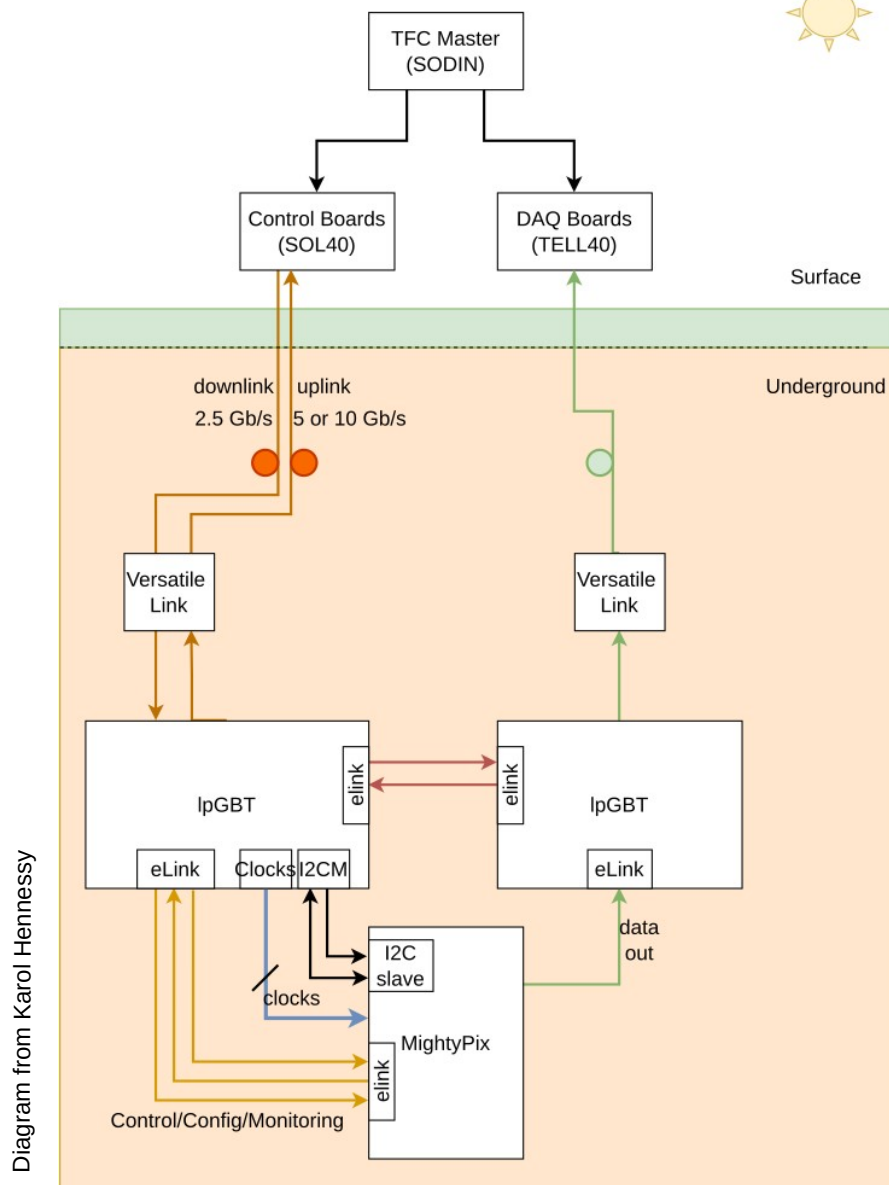 TFC Master
(SODIN)
Control Boards
(SOL40)
DAQ Boards
(TELL40)
Surface
Underground
downlink
uplink
2.5 Gb/s
5 or 10 Gb/s
Versatile
Link
Versatile
Link
lpGBT
elink
elink
lpGBT
eLink
Clocks
I2CM
eLink
data
out
I2C
slave
clocks
MightyPix
elink
Control/Config/Monitoring
Diagram from Karol Hennessy